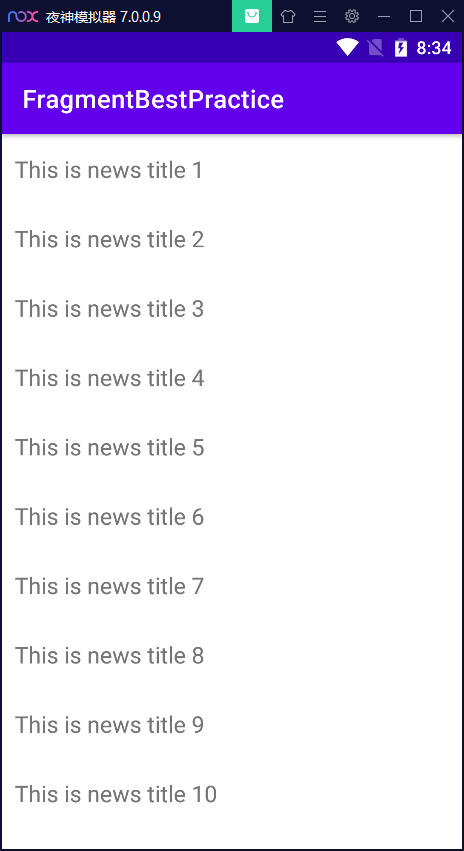 nox 夜神模拟器 7.0.0.9
8:34
FragmentBestPractice
This is news title 1
This is news title 2
This is news title 3
This is news title 4
This is news title 5
This is news title 6
This is news title 7
This is news title 8
This is news title 9
This is news title 10